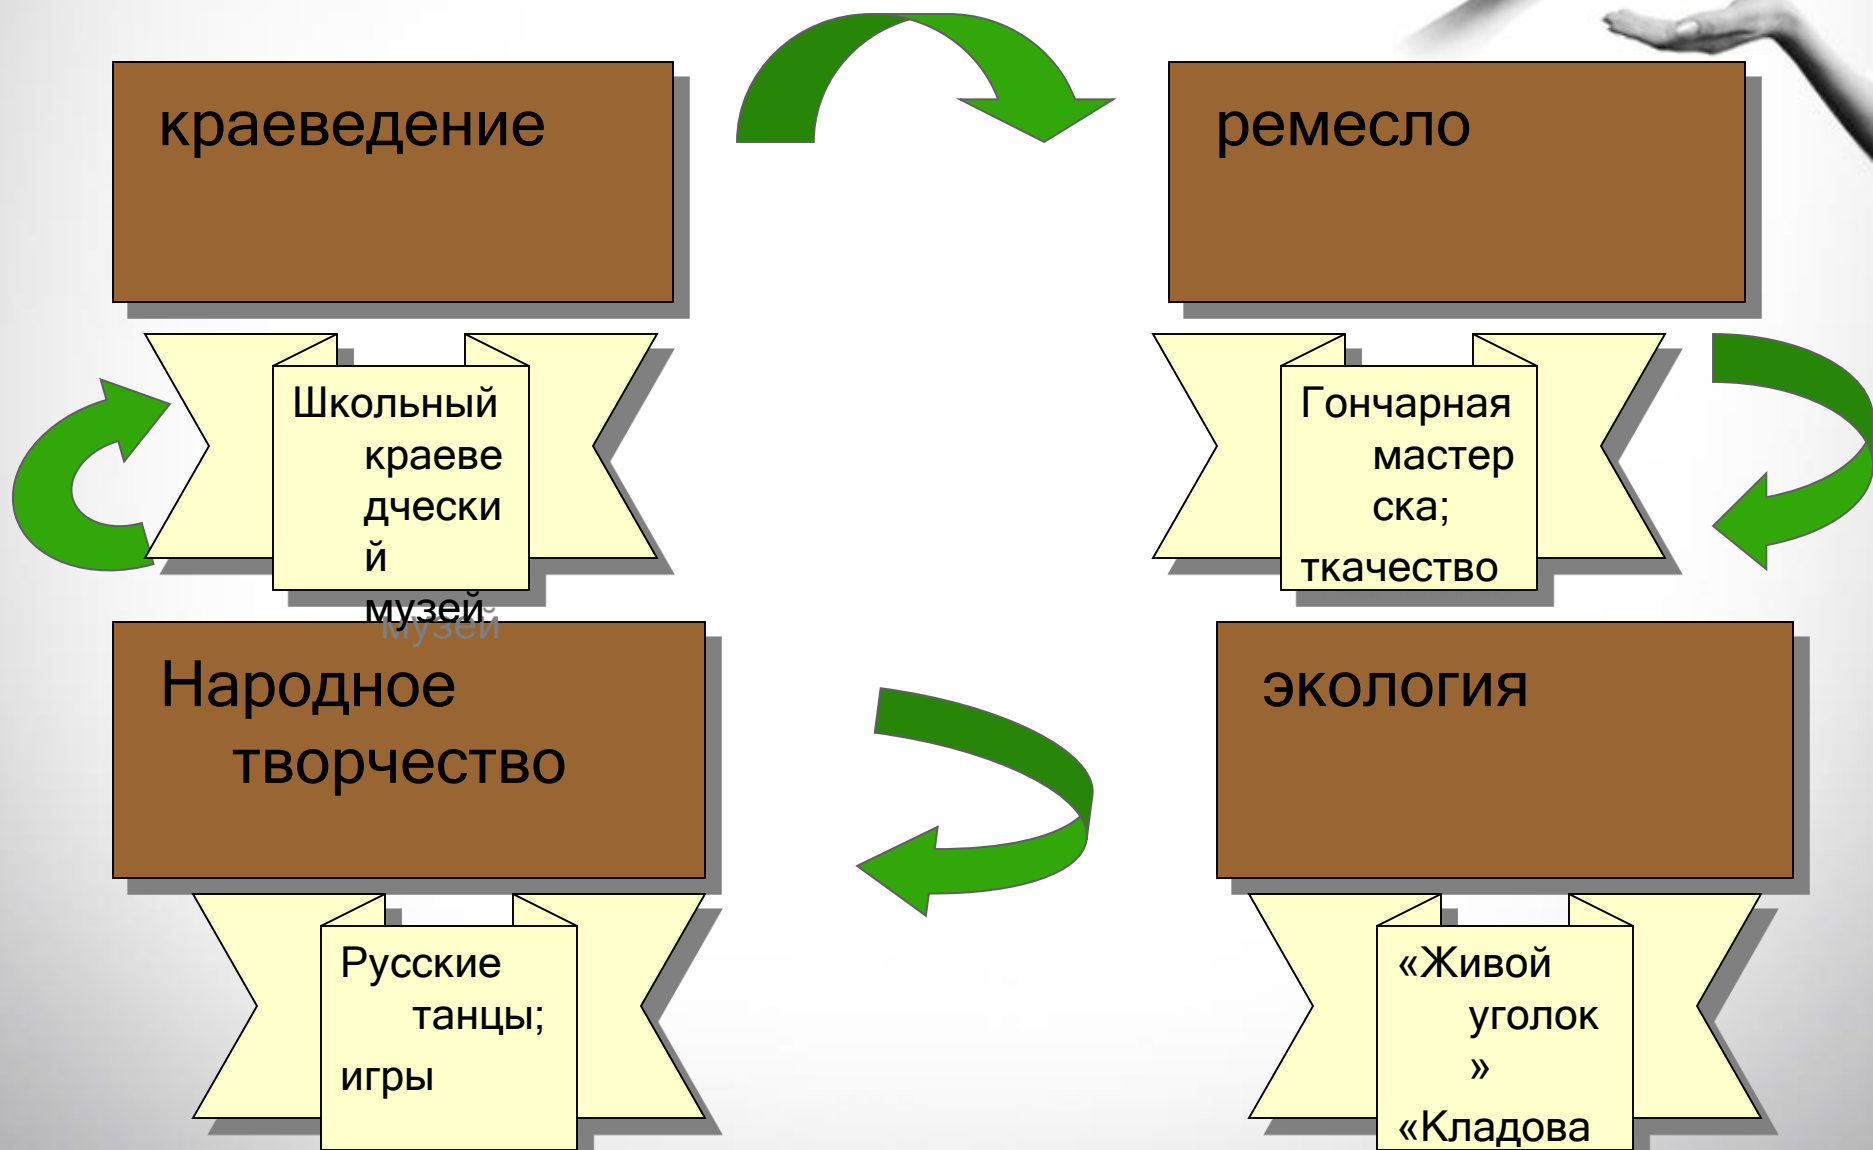 краеведение
Школьный
краеве
дчески
й
музей
ремесло
Гончарная
мастер
ска;
ткачество
Народное
творчество
Русские
танцы;
игры
экология
«Живой
уголок
»
«Кладова